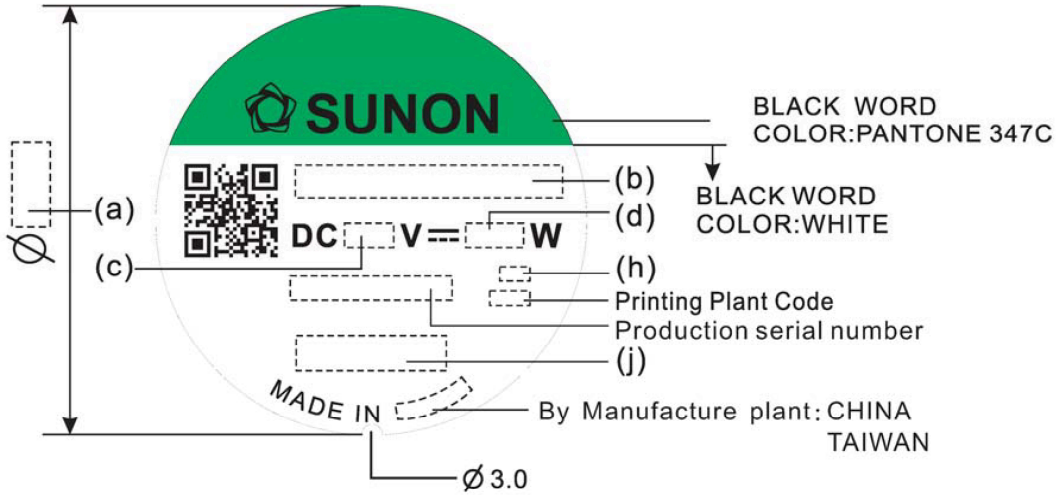 SUNON
BLACK WORD
COLOR:PANTONE 347C
BLACK WORD
COLOR:WHITE
(a)
Ø
(b)
(c)
DC V⎓ W
(d)
(h)
Printing Plant Code
Production serial number
(j)
MADE IN
By Manufacture plant: CHINA
TAIWAN
Ø 3.0